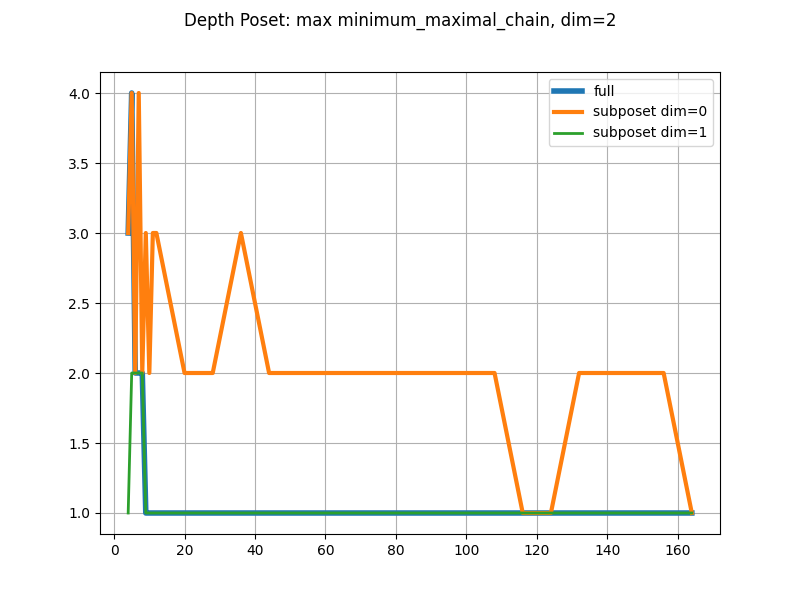 Depth Poset: max minimum_maximal_chain, dim=2
full
subposet dim=0
subposet dim=1
4.0
3.5
3.0
2.5
2.0
1.5
1.0
0 20 40 60 80 100 120 140 160